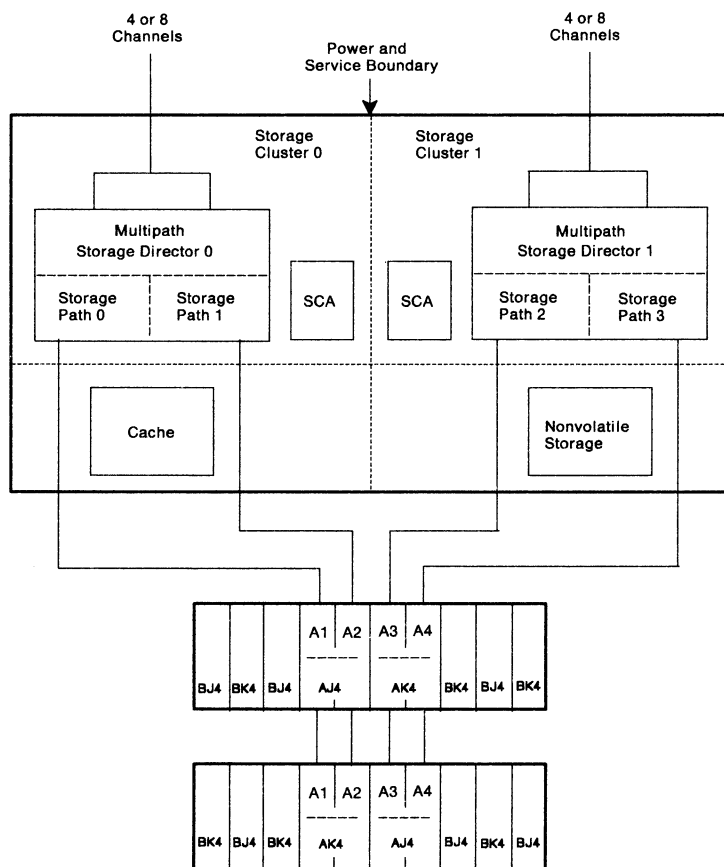 4 or 8
Channels
Power and
Service Boundary
4 or 8
Channels
Storage
Cluster 0
Storage
Cluster 1
Multipath
Storage Director 0
Storage
Path 0
Storage
Path 1
SCA
SCA
Multipath
Storage Director 1
Storage
Path 2
Storage
Path 3
Cache
Nonvolatile
Storage
A1 A2 A3 A4
BJ4 BK4 BJ4 AJ4 AK4 BK4 BJ4 BK4
A1 A2 A3 A4
BK4 BJ4 BK4 AK4 AJ4 BJ4 BK4 BJ4